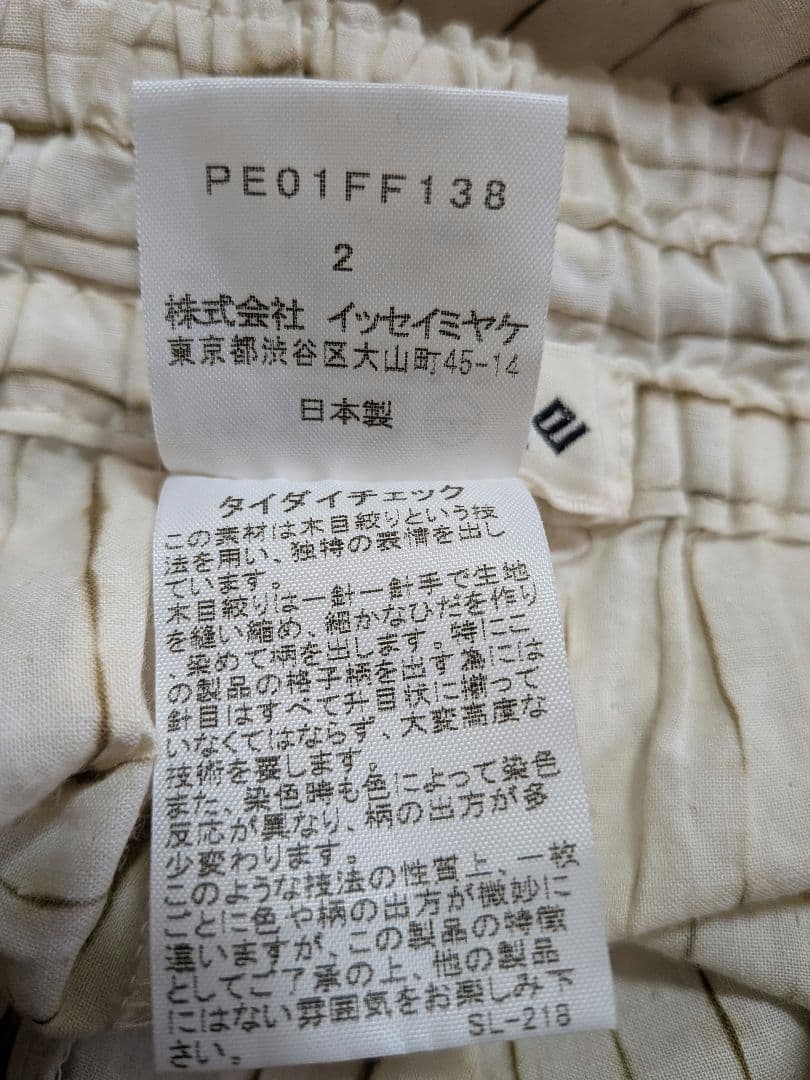 PE01FF138
2
株式会社 イッセイミヤケ
東京都渋谷区大山町45-14
日本製
タイダイチェック
この素材は木目絞りという技
法を用い、独特の表情を出し
ています。
木目絞りは一針一針手で生地
を縫い縮め、細かなひだを作り
、染めて柄を出します。特にこ
の製品の格子柄を出す為には
針目はすべて升目状に揃って
いなくてはならず、大変高度な
技術を要します。
また、染色時も色によって染色
反応が異なり、柄の出方が多
少変わります。
このような技法の性質上、一枚
ごとに色や柄の出方が微妙に
違いますが、この製品の特徴
としてご了承の上、他の製品
にはない雰囲気をお楽しみ下
さい。
SL-218